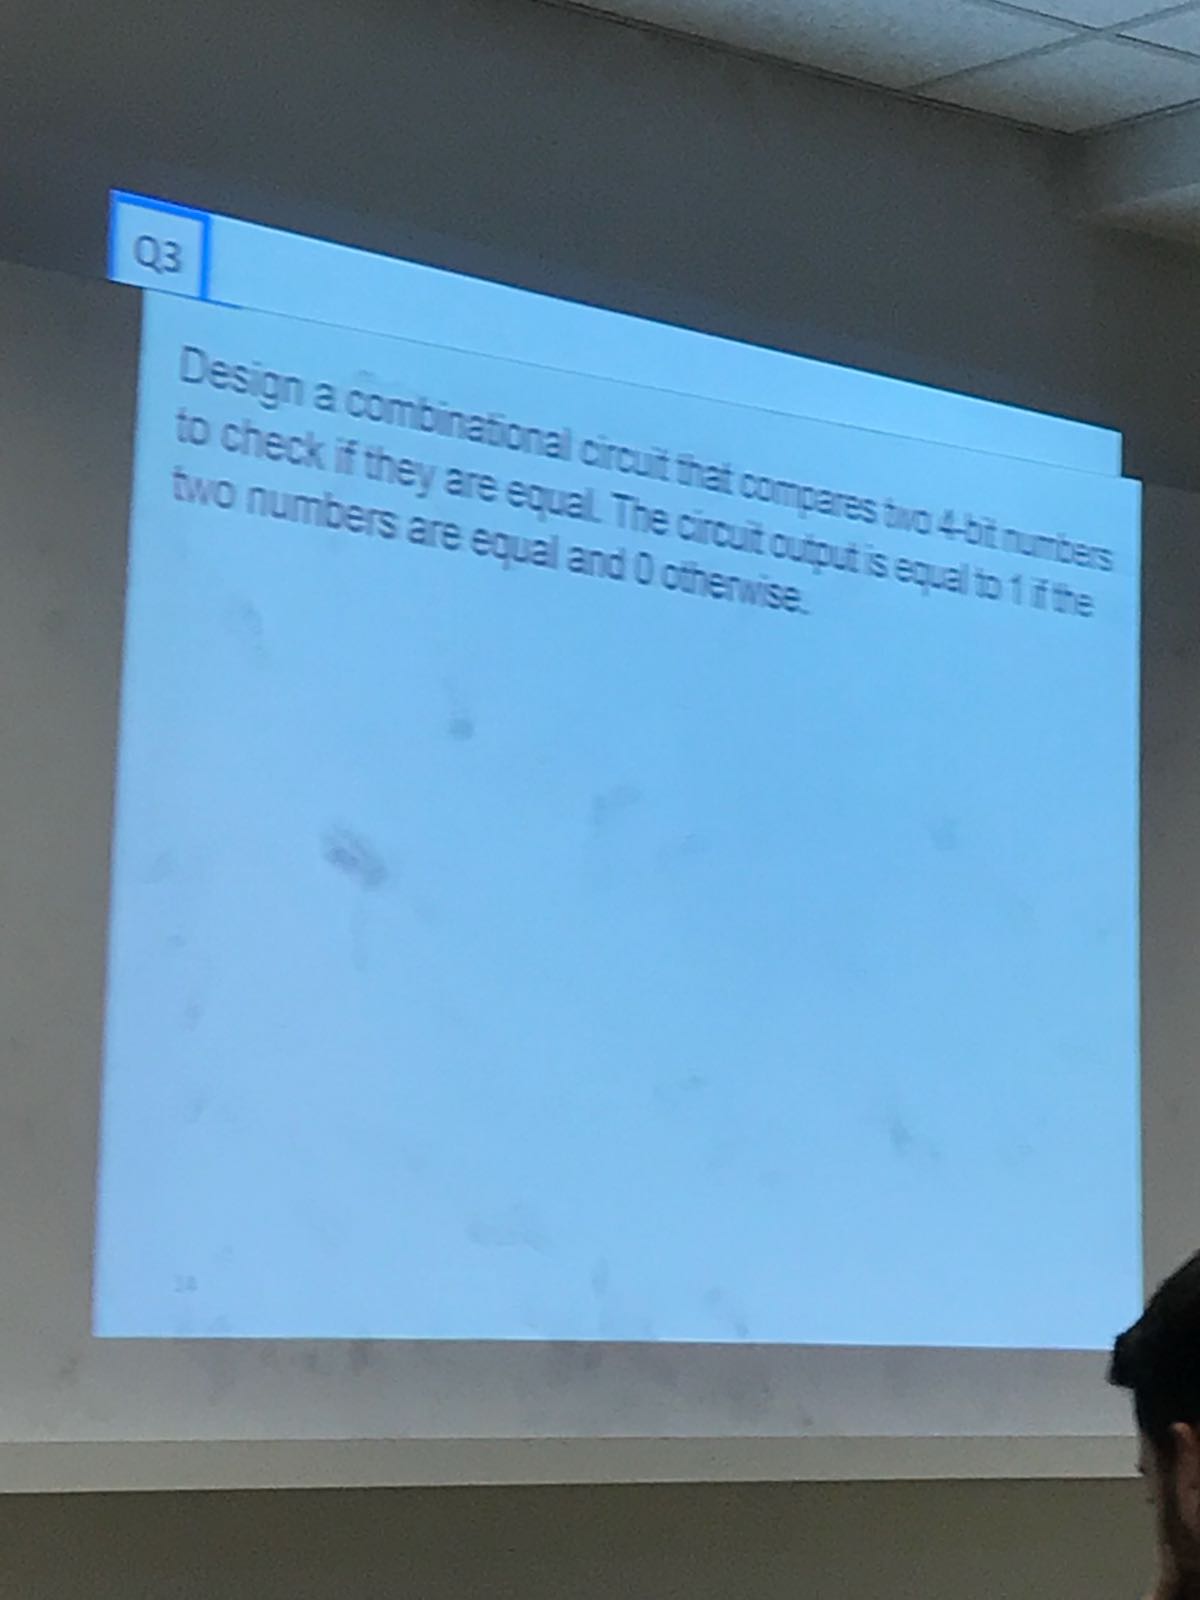 Q3
Design a combinational circuit that compares two 4-bit numbers
to check if they are equal. The circuit output is equal to 1 if the
two numbers are equal and 0 otherwise.